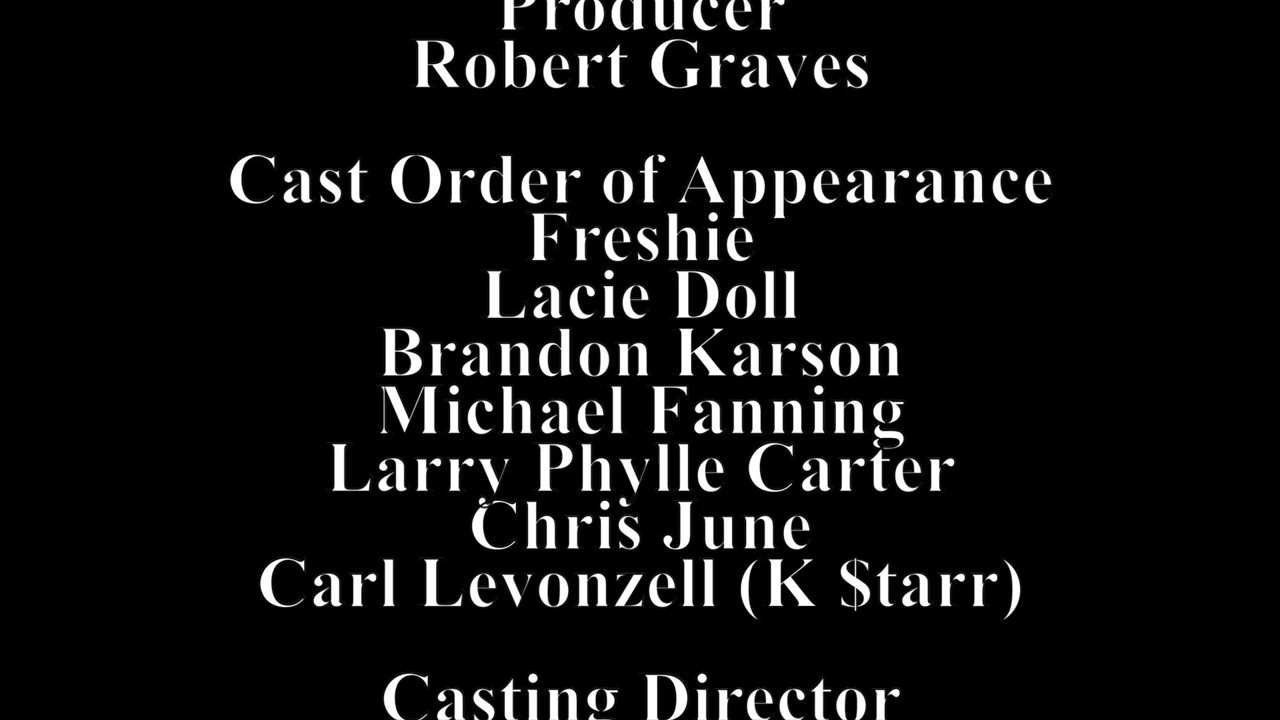 Producer
Robert Graves
Cast Order of Appearance
Freshie
Lacie Doll
Brandon Karson
Michael Fanning
Larry Phylle Carter
Chris June
Carl Levonzell (K $tarr)
Casting Director